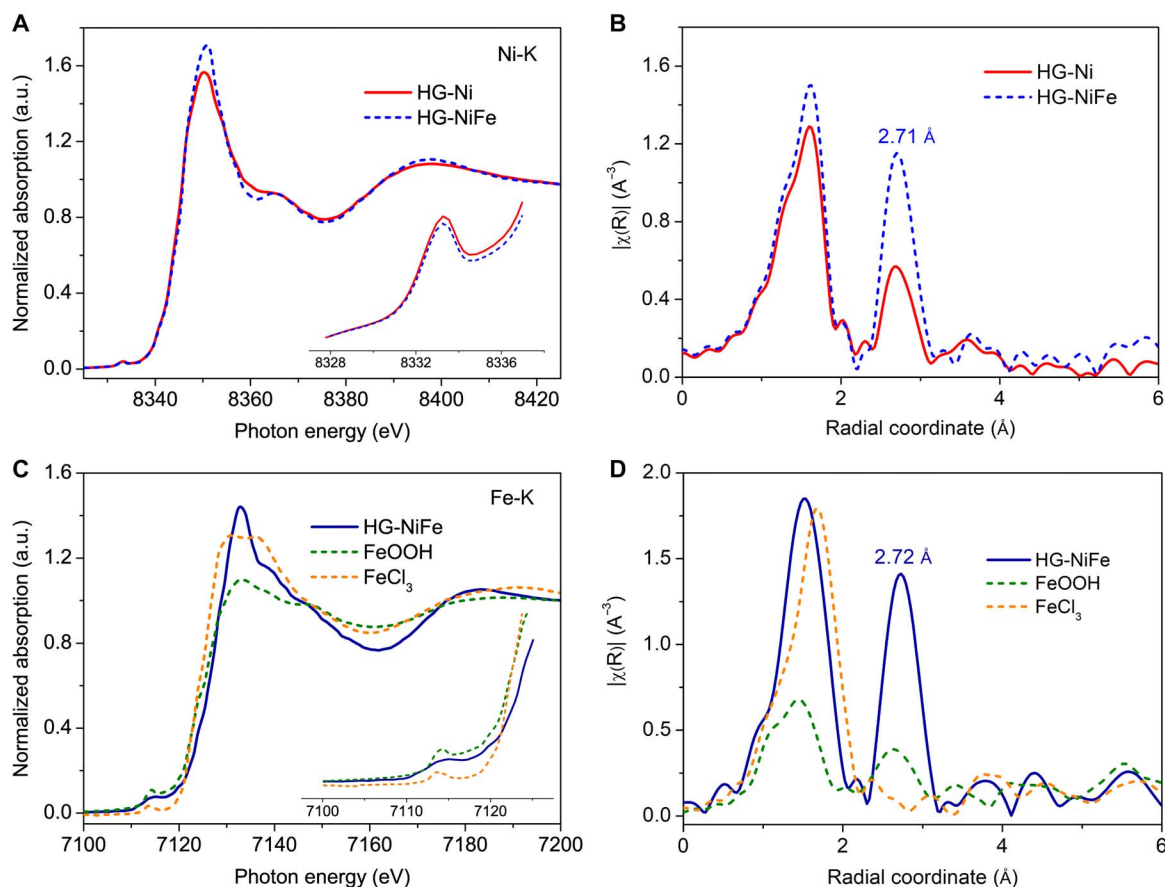 A
Ni-K
HG-Ni
HG-NiFe
Normalized absorption (a.u.)
1.6
1.2
0.8
0.4
0.0
8328 8332 8336
8340 8360 8380 8400 8420
Photon energy (eV)
B
HG-Ni
HG-NiFe
2.71 Å
|χ(R)| (A⁻³)
1.6
1.2
0.8
0.4
0.0
0 2 4 6
Radial coordinate (Å)
C
Fe-K
HG-NiFe
FeOOH
FeCl₃
Normalized absorption (a.u.)
1.6
1.2
0.8
0.4
0.0
7100 7110 7120
7100 7120 7140 7160 7180 7200
Photon energy (eV)
D
2.72 Å
HG-NiFe
FeOOH
FeCl₃
|χ(R)| (A⁻³)
2.0
1.5
1.0
0.5
0.0
0 2 4 6
Radial coordinate (Å)